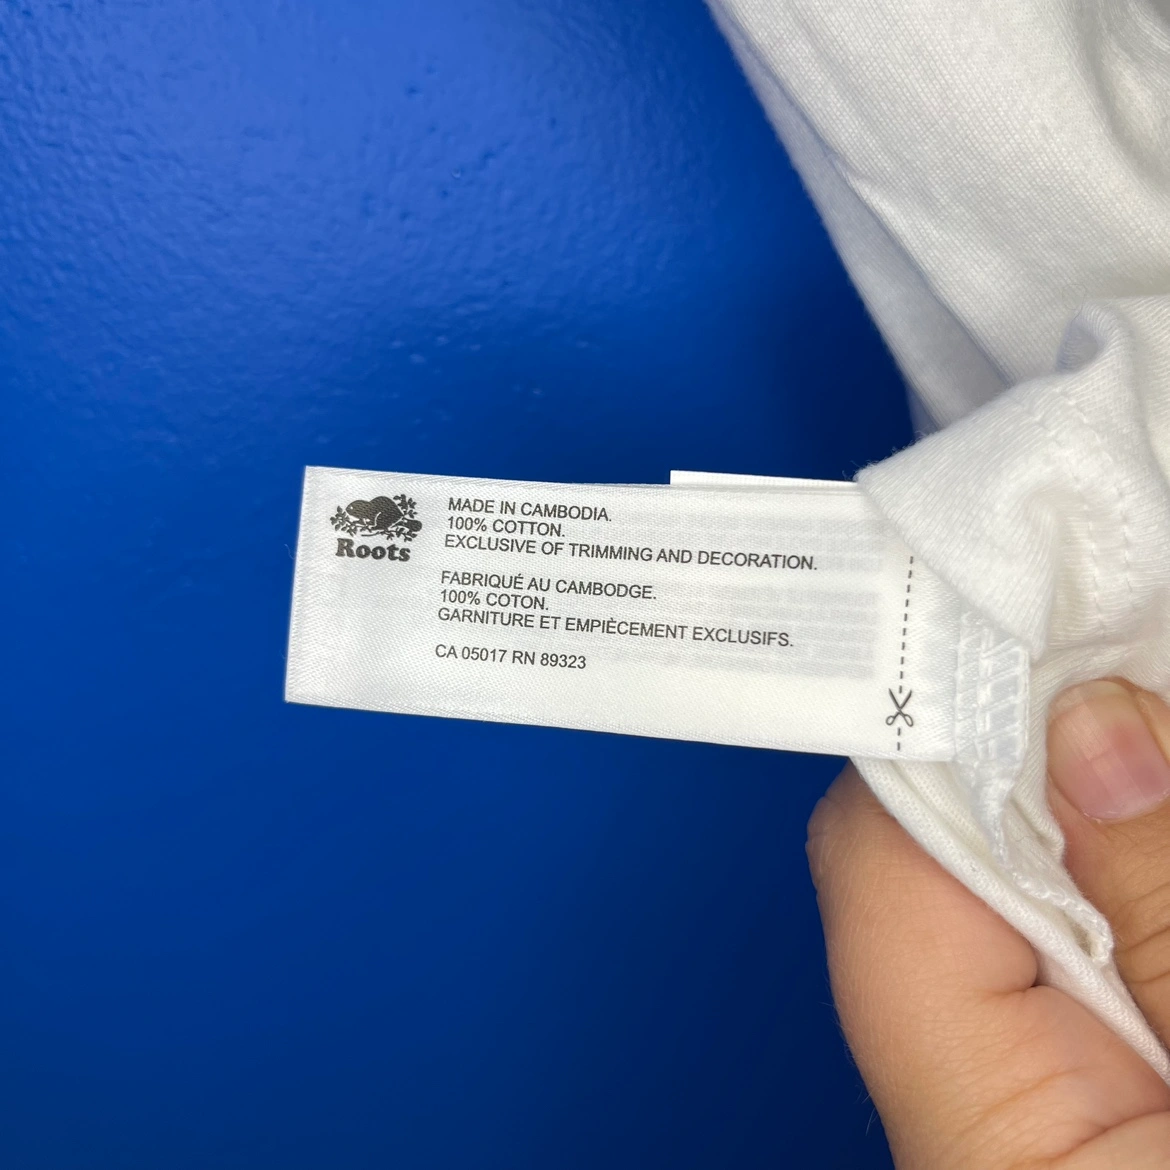 Roots
MADE IN CAMBODIA.
100% COTTON.
EXCLUSIVE OF TRIMMING AND DECORATION.
FABRIQUÉ AU CAMBODGE.
100% COTON.
GARNITURE ET EMPIÈCEMENT EXCLUSIFS.
CA 05017 RN 89323